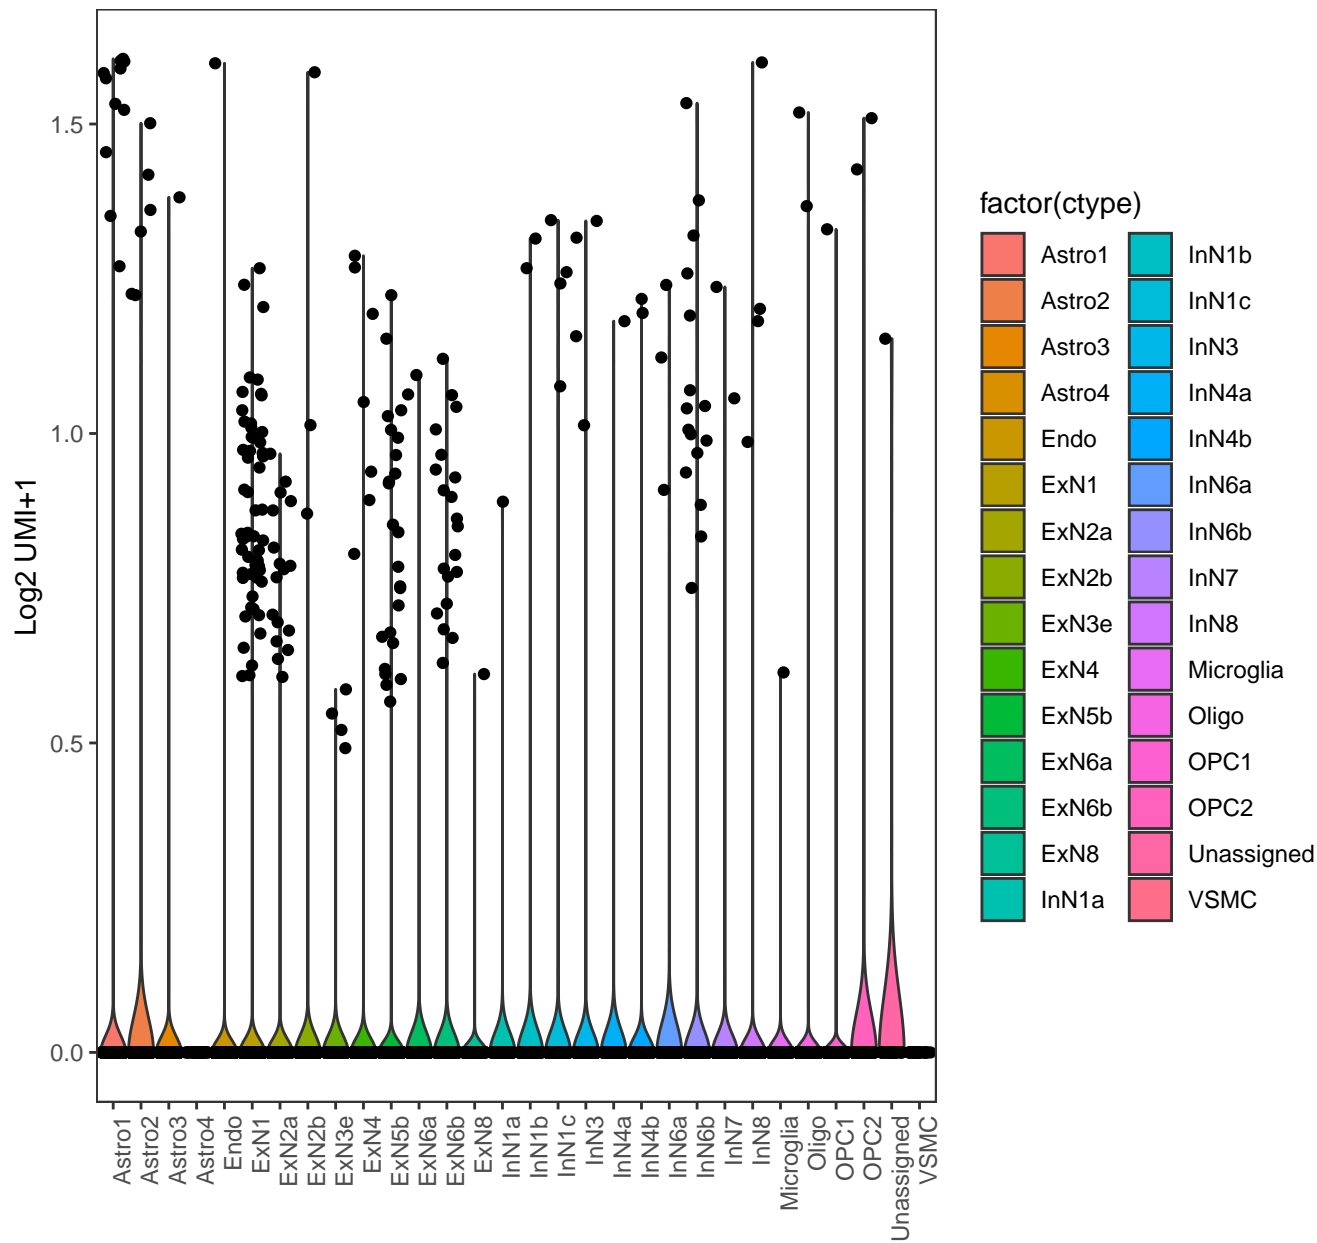 Log2 UMI+1
1.5
1.0
0.5
0.0
Astro1
Astro2
Astro3
Astro4
Endo
ExN1
ExN2a
ExN2b
ExN3e
ExN4
ExN5b
ExN6a
ExN6b
ExN8
InN1a
InN1b
InN1c
InN3
InN4a
InN4b
InN6a
InN6b
InN7
InN8
Microglia
Oligo
OPC1
OPC2
Unassigned
VSMC
factor(ctype)
Astro1
Astro2
Astro3
Astro4
Endo
ExN1
ExN2a
ExN2b
ExN3e
ExN4
ExN5b
ExN6a
ExN6b
ExN8
InN1a
InN1b
InN1c
InN3
InN4a
InN4b
InN6a
InN6b
InN7
InN8
Microglia
Oligo
OPC1
OPC2
Unassigned
VSMC